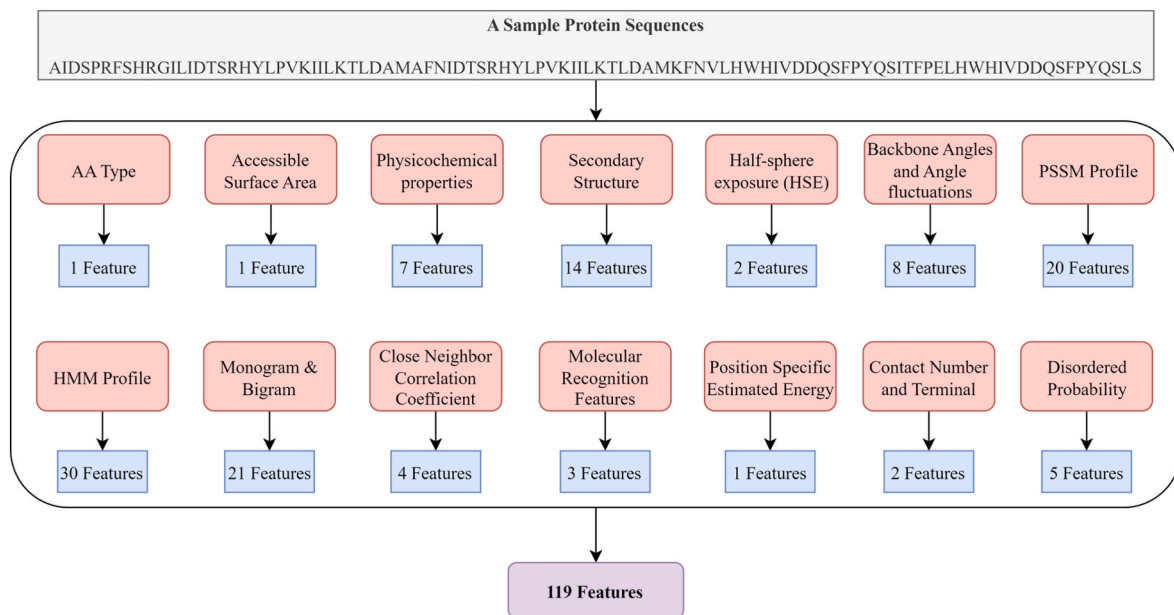 A Sample Protein Sequences
AIDSPRFSHRGILIDTSRHYLPVKIILKTLDAMAFNIDTSRHYLPVKIILKTLDAMKFNVLHWHIVDDQSFPYQSITFPELHWHIVDDQSFPYQSLS
AA Type
Accessible
Surface Area
Physicochemical
properties
Secondary
Structure
Half-sphere
exposure (HSE)
Backbone Angles
and Angle
fluctuations
PSSM Profile
1 Feature
1 Feature
7 Features
14 Features
2 Features
8 Features
20 Features
HMM Profile
Monogram &
Bigram
Close Neighbor
Correlation
Coefficient
Molecular
Recognition
Features
Position Specific
Estimated Energy
Contact Number
and Terminal
Disordered
Probability
30 Features
21 Features
4 Features
3 Features
1 Features
2 Features
5 Features
119 Features